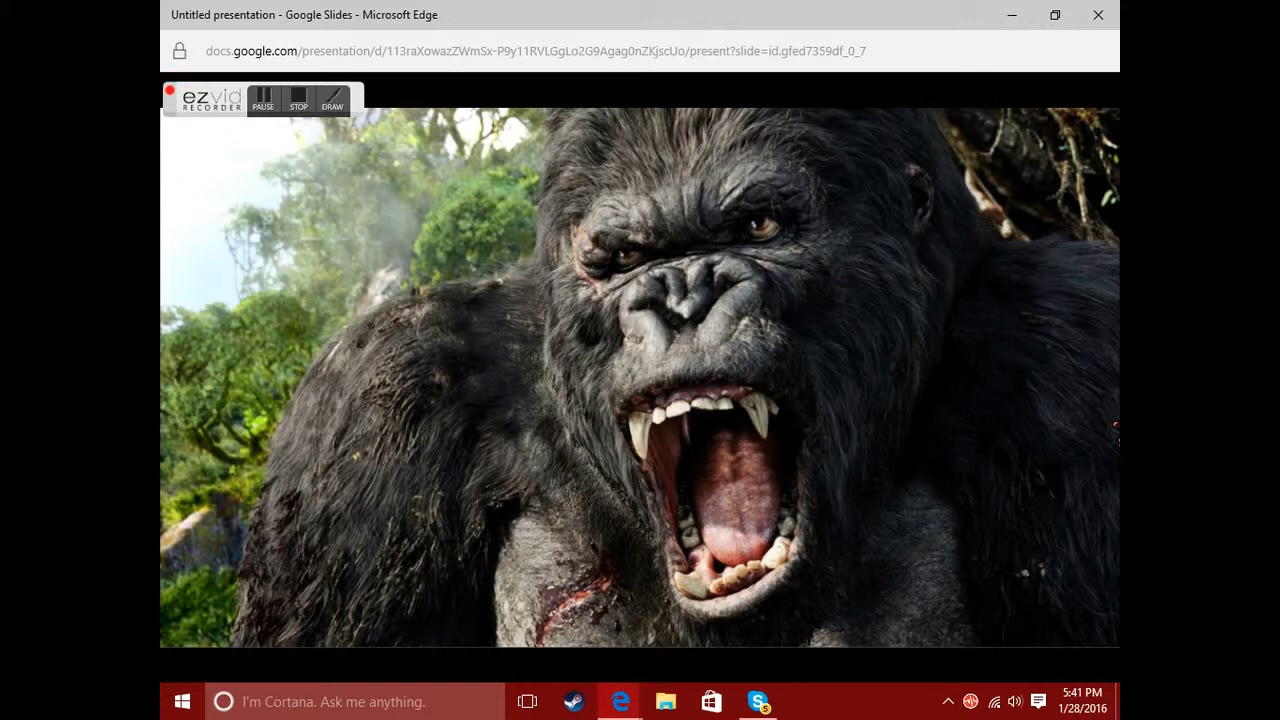 Untitled presentation - Google Slides - Microsoft Edge
docs.google.com/presentation/d/113raXowazZWmSx-P9y11RVLGgLo2G9Agag0nZKjscUo/present?slide=id.gfed7359df_0_7
ezvid
RECORDER
PAUSE
STOP
DRAW
I'm Cortana. Ask me anything.
5
5:41 PM
1/28/2016